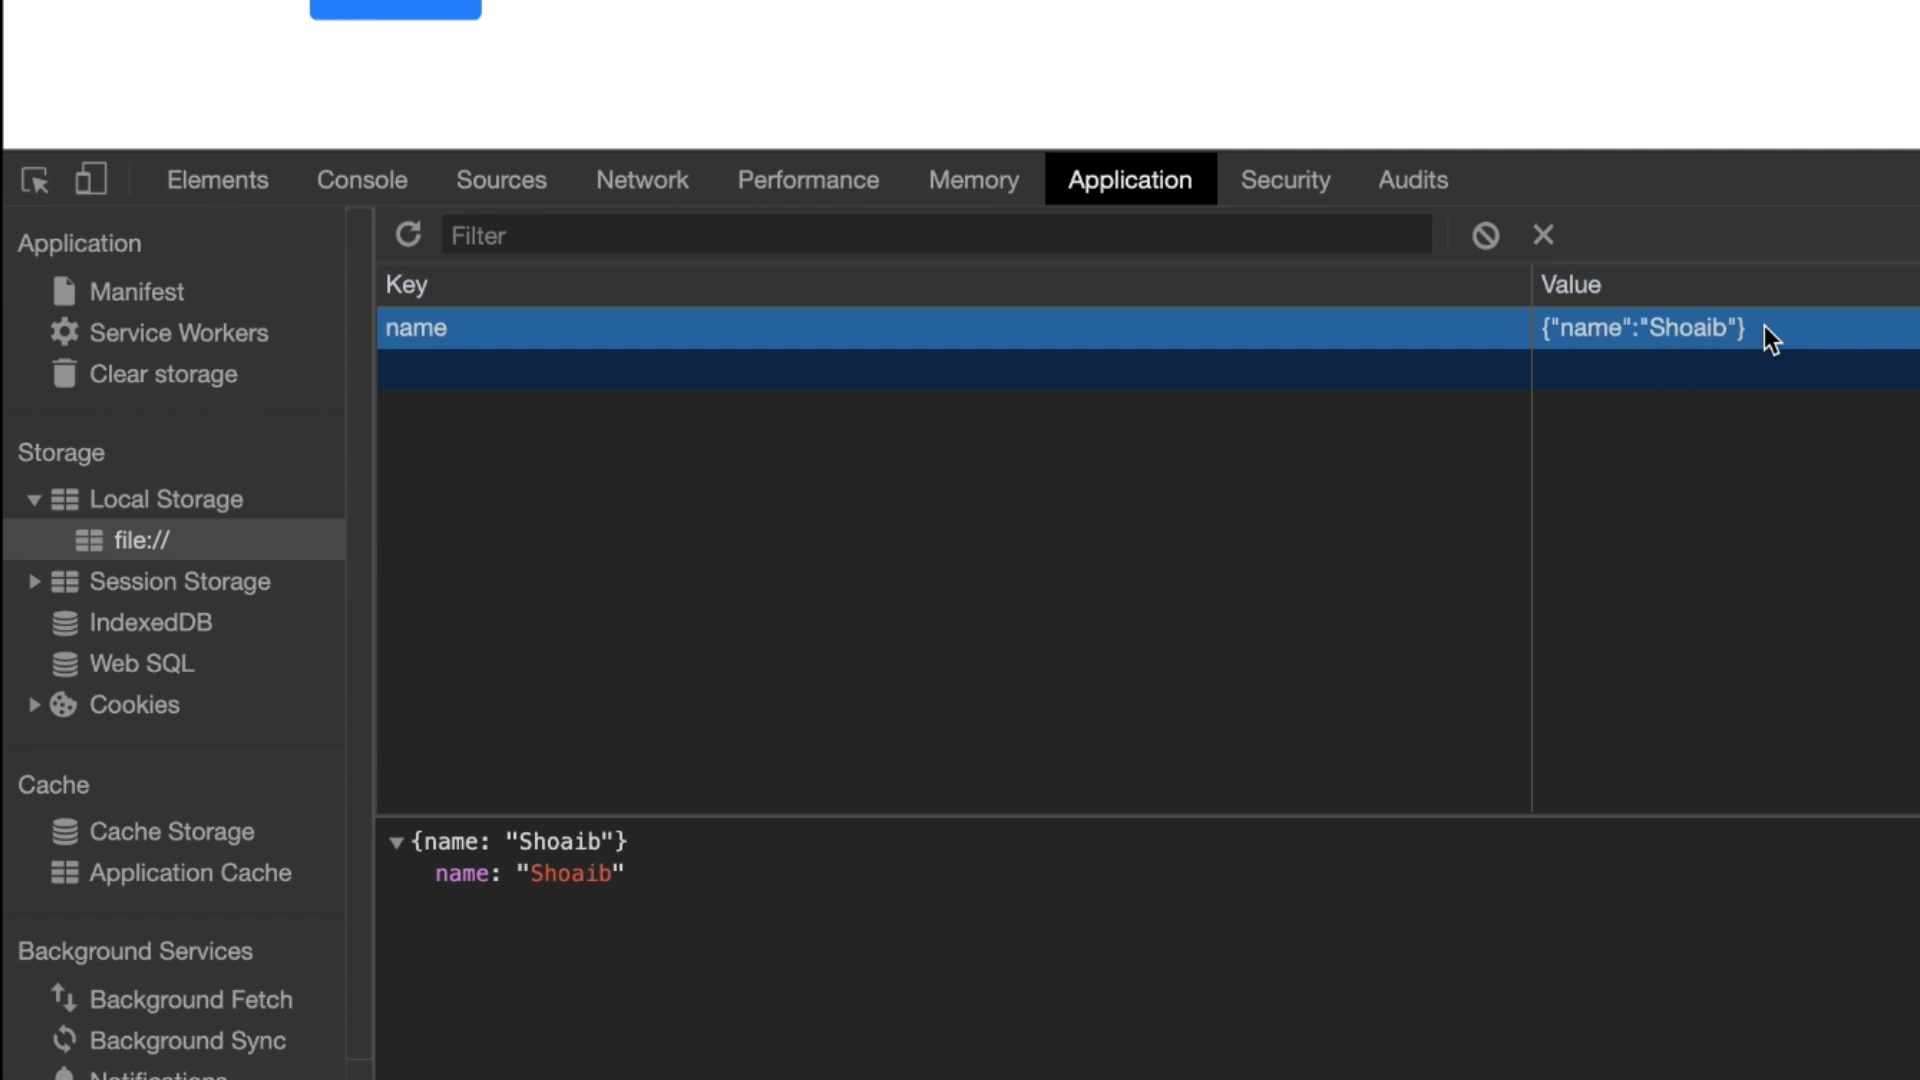 Elements Console Sources Network Performance Memory Application Security Audits
Application
Manifest
Service Workers
Clear storage
Storage
Local Storage
file://
Session Storage
IndexedDB
Web SQL
Cookies
Cache
Cache Storage
Application Cache
Background Services
Background Fetch
Background Sync
Notifications
Filter
Key Value
name {"name":"Shoaib"}
{name: "Shoaib"}
name: "Shoaib"